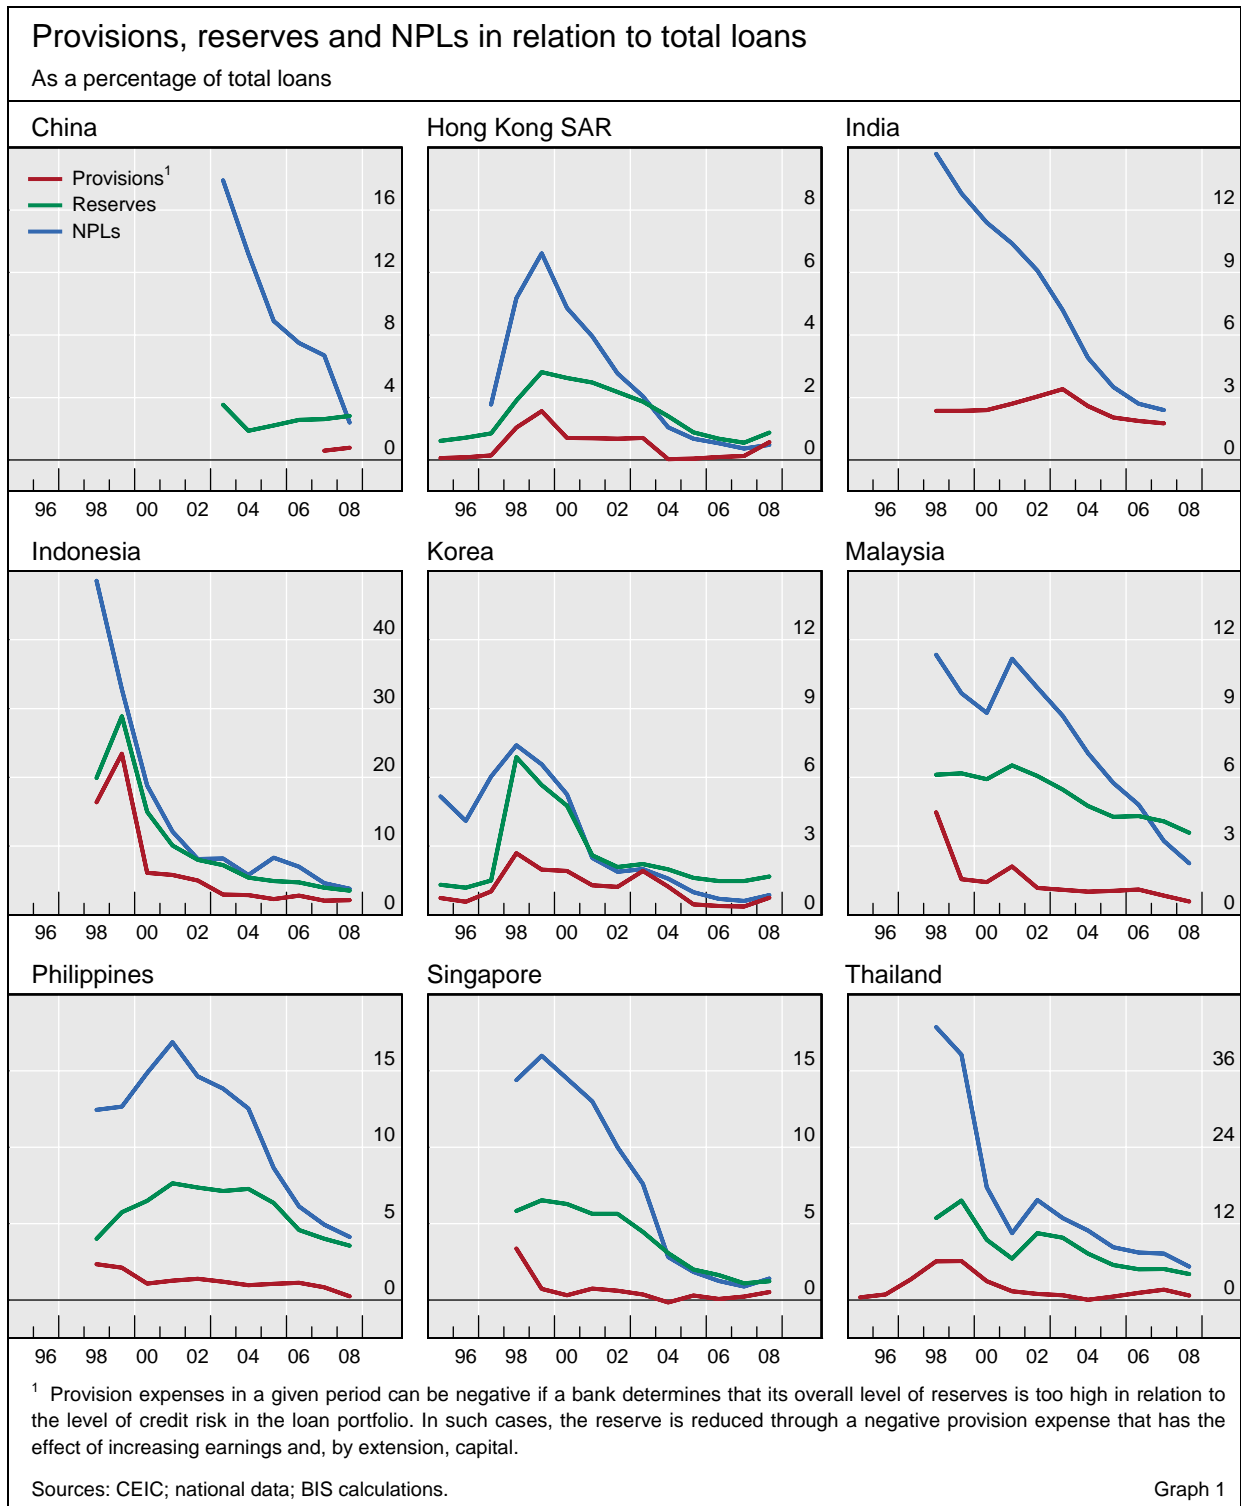 Provisions, reserves and NPLs in relation to total loans
As a percentage of total loans
China
Provisions1
Reserves
NPLs
16
12
8
4
0
96 98 00 02 04 06 08
Hong Kong SAR
8
6
4
2
0
96 98 00 02 04 06 08
India
12
9
6
3
0
96 98 00 02 04 06 08
Indonesia
40
30
20
10
0
96 98 00 02 04 06 08
Korea
12
9
6
3
0
96 98 00 02 04 06 08
Malaysia
12
9
6
3
0
96 98 00 02 04 06 08
Philippines
15
10
5
0
96 98 00 02 04 06 08
Singapore
15
10
5
0
96 98 00 02 04 06 08
Thailand
36
24
12
0
96 98 00 02 04 06 08
1 Provision expenses in a given period can be negative if a bank determines that its overall level of reserves is too high in relation to
the level of credit risk in the loan portfolio. In such cases, the reserve is reduced through a negative provision expense that has the
effect of increasing earnings and, by extension, capital.
Sources: CEIC; national data; BIS calculations.
Graph 1